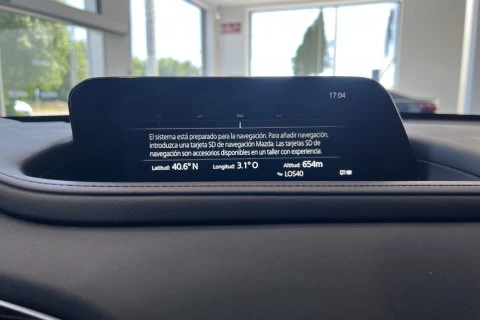 17:04
El sistema está preparado para la navegación. Para añadir navegación,
introduzca una tarjeta SD de navegación Mazda. Las tarjetas SD de
navegación son accesorios disponibles en un taller con experiencia.
Latitud: 40.6° N Longitud: 3.1° O Altitud: 654m
LOS40